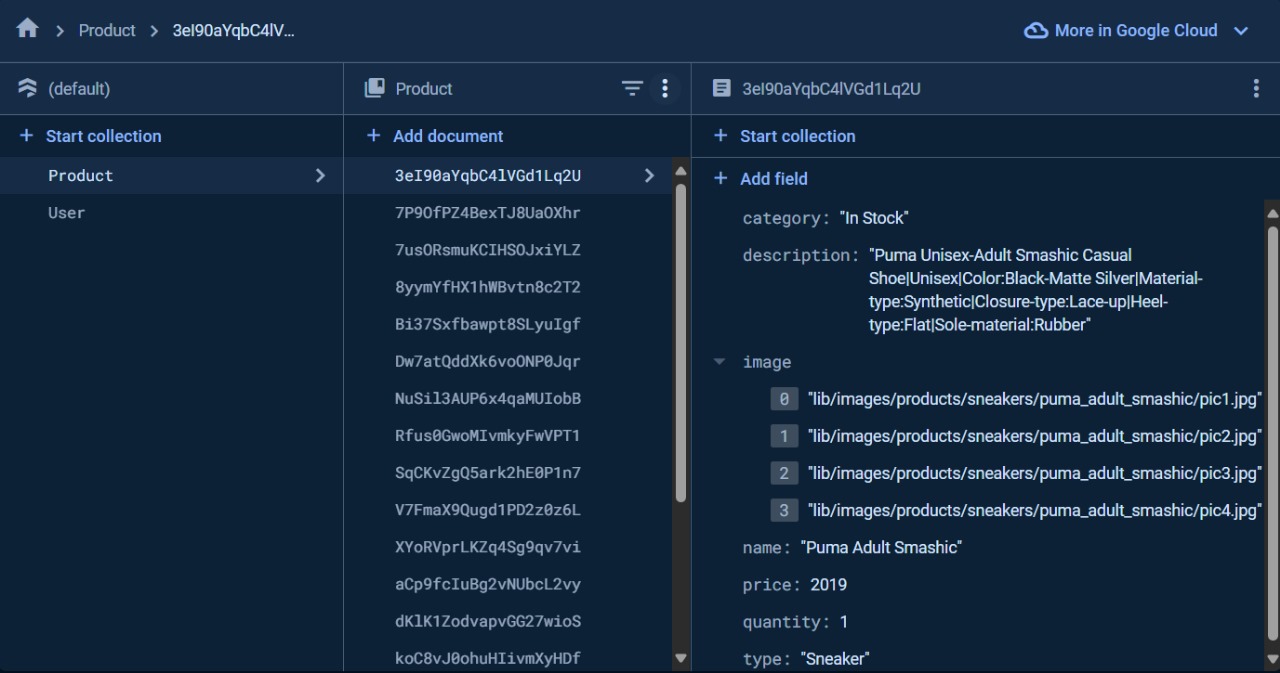 Product 3eI90aYqbC4lV...
More in Google Cloud
(default)
Product
3eI90aYqbC4lVGd1Lq2U
Start collection
Add document
Start collection
Product
User
3eI90aYqbC4lVGd1Lq2U
7P9OfPZ4BexTJ8UaOXhr
7usORsmuKCIHSOJxiYLZ
8yymYfHX1hWBvtn8c2T2
Bi37Sxfbawpt8SLyuIgf
Dw7atQddXk6voONP0Jqr
NuSil3AUP6x4qaMUIobB
Rfus0GwoMIvmkyFwVPT1
SqCKvZgQ5ark2hE0P1n7
V7FmaX9Qugd1PD2z0z6L
XYoRVprLKZq4Sg9qv7vi
aCp9fcIuBg2vNUbcL2vy
dKlK1ZodvapvGG27wioS
koC8vJ0ohuHIivmXyHDf
Add field
category: "In Stock"
description: "Puma Unisex-Adult Smashic Casual
Shoe|Unisex|Color:Black-Matte Silver|Material-
type:Synthetic|Closure-type:Lace-up|Heel-
type:Flat|Sole-material:Rubber"
image
0 "lib/images/products/sneakers/puma_adult_smashic/pic1.jpg"
1 "lib/images/products/sneakers/puma_adult_smashic/pic2.jpg"
2 "lib/images/products/sneakers/puma_adult_smashic/pic3.jpg"
3 "lib/images/products/sneakers/puma_adult_smashic/pic4.jpg"
name: "Puma Adult Smashic"
price: 2019
quantity: 1
type: "Sneaker"